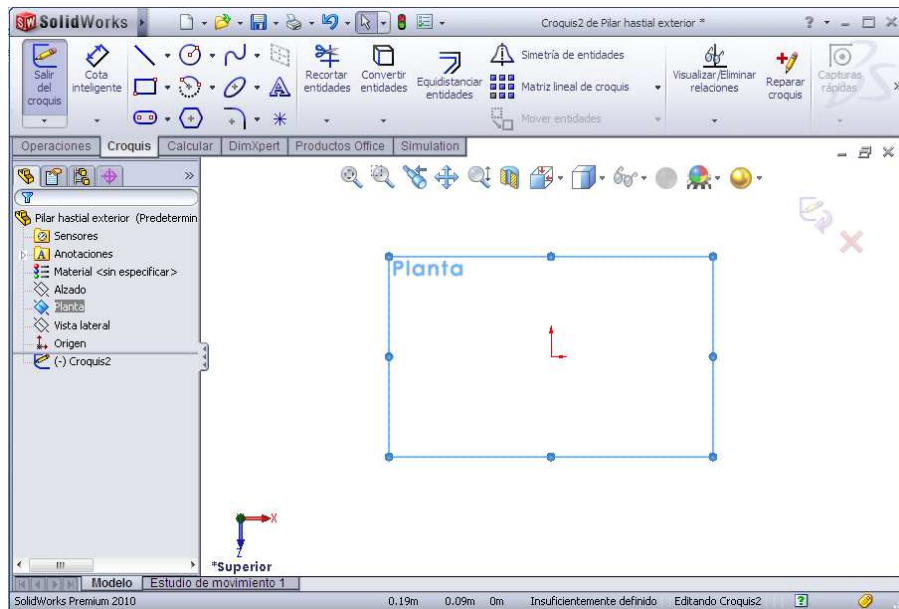 SolidWorks
Croquis2 de Pilar hastial exterior *
Salir del croquis
Cota inteligente
Recortar entidades
Convertir entidades
Equidistanciar entidades
Simetría de entidades
Matriz lineal de croquis
Mover entidades
Visualizar/Eliminar relaciones
Reparar croquis
Capturas rápidas
Operaciones Croquis Calcular DimXpert Productos Office Simulation
Pilar hastial exterior (Predetermin
Sensores
Anotaciones
Material <sin especificar>
Alzado
Planta
Vista lateral
Origen
(-) Croquis2
Planta
X
Z
*Superior
Modelo Estudio de movimiento 1
SolidWorks Premium 2010 0.19m 0.09m 0m Insuficientemente definido Editando Croquis2